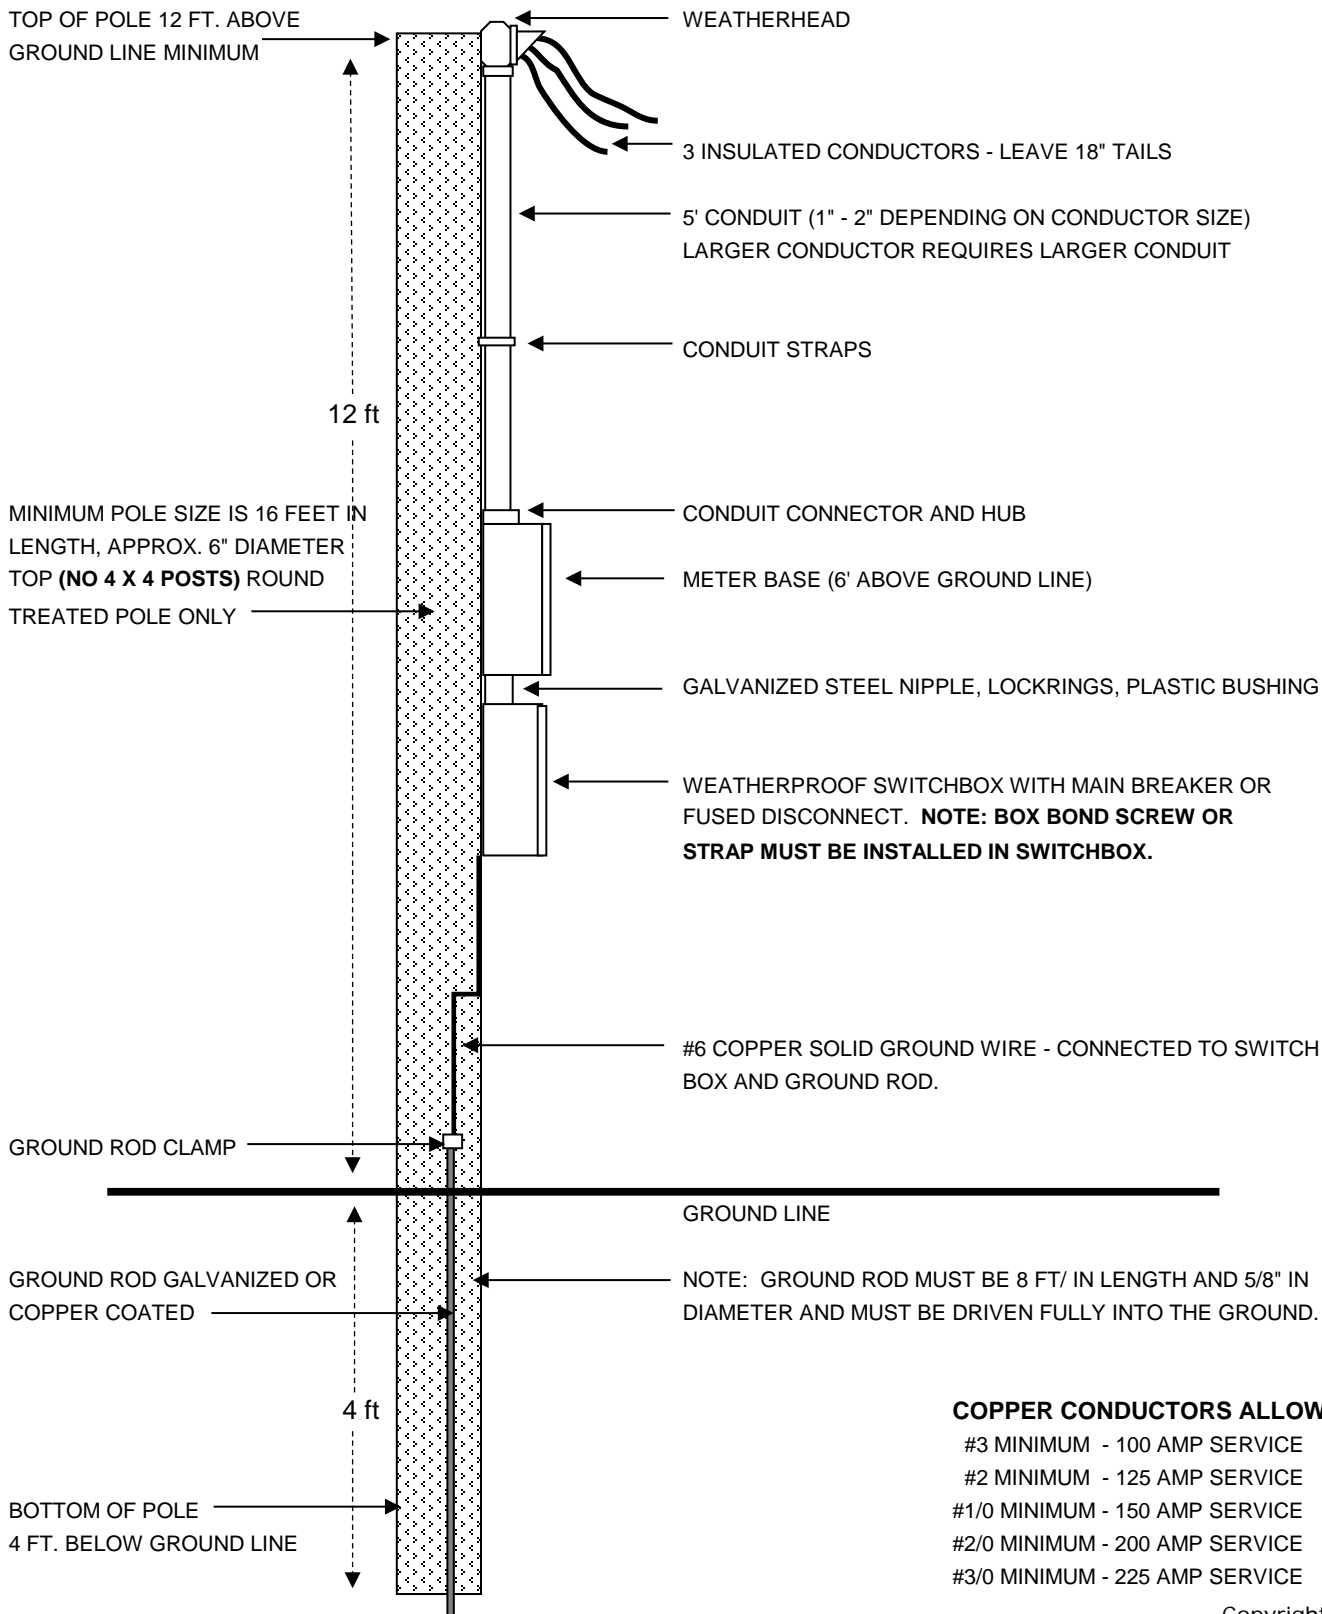 TOP OF POLE 12 FT. ABOVE
GROUND LINE MINIMUM
WEATHERHEAD
3 INSULATED CONDUCTORS - LEAVE 18" TAILS
5' CONDUIT (1" - 2" DEPENDING ON CONDUCTOR SIZE)
LARGER CONDUCTOR REQUIRES LARGER CONDUIT
CONDUIT STRAPS
12 ft
MINIMUM POLE SIZE IS 16 FEET IN
LENGTH, APPROX. 6" DIAMETER
TOP (NO 4 X 4 POSTS) ROUND
TREATED POLE ONLY
CONDUIT CONNECTOR AND HUB
METER BASE (6' ABOVE GROUND LINE)
GALVANIZED STEEL NIPPLE, LOCKRINGS, PLASTIC BUSHING
WEATHERPROOF SWITCHBOX WITH MAIN BREAKER OR
FUSED DISCONNECT. NOTE: BOX BOND SCREW OR
STRAP MUST BE INSTALLED IN SWITCHBOX.
#6 COPPER SOLID GROUND WIRE - CONNECTED TO SWITCH
BOX AND GROUND ROD.
GROUND ROD CLAMP
GROUND LINE
GROUND ROD GALVANIZED OR
COPPER COATED
NOTE: GROUND ROD MUST BE 8 FT/ IN LENGTH AND 5/8" IN
DIAMETER AND MUST BE DRIVEN FULLY INTO THE GROUND.
4 ft
BOTTOM OF POLE
4 FT. BELOW GROUND LINE
COPPER CONDUCTORS ALLOW
#3 MINIMUM - 100 AMP SERVICE
#2 MINIMUM - 125 AMP SERVICE
#1/0 MINIMUM - 150 AMP SERVICE
#2/0 MINIMUM - 200 AMP SERVICE
#3/0 MINIMUM - 225 AMP SERVICE
Copyright